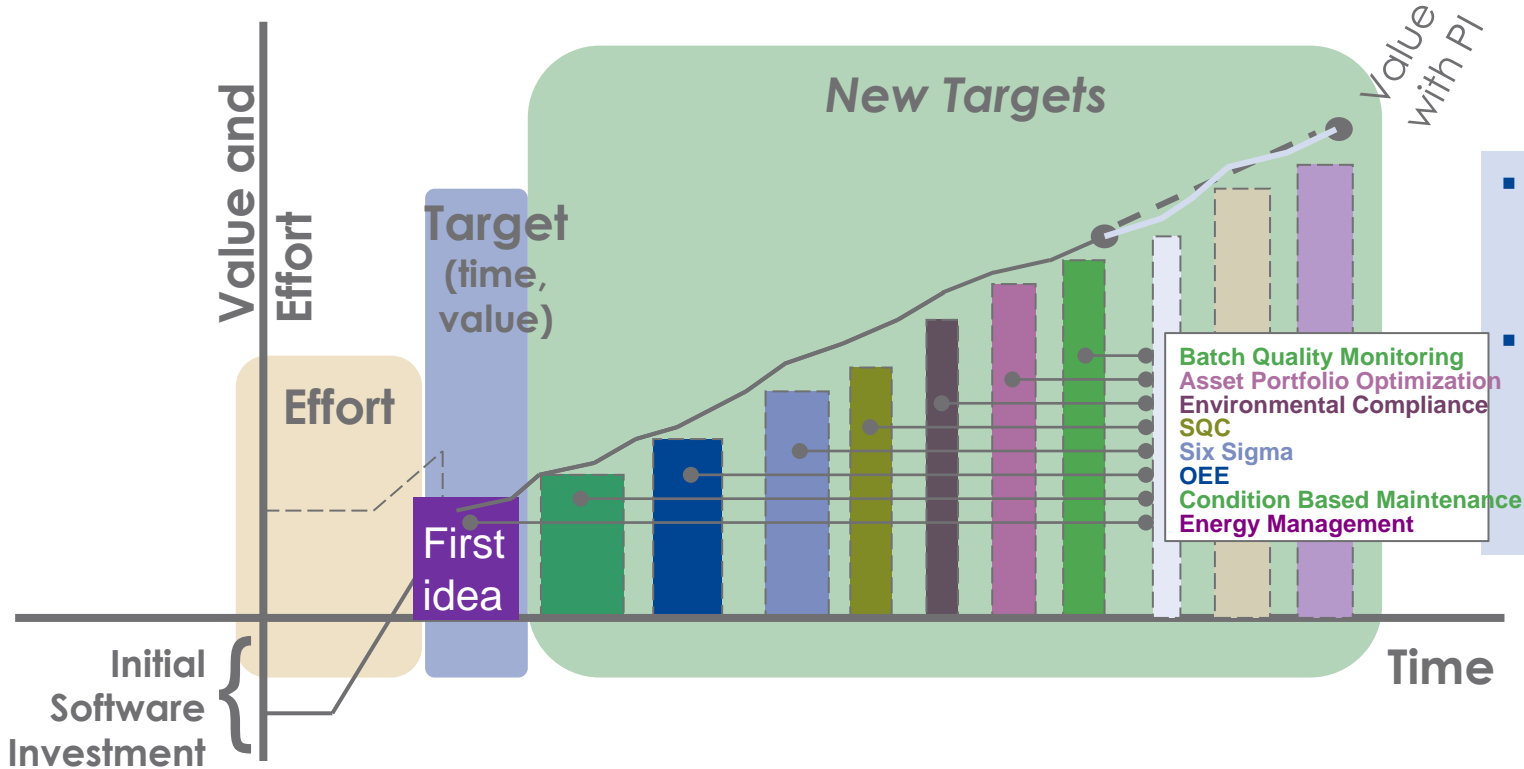 Value and
Effort
New Targets
Value
with PI
Target
(time,
value)
Effort
First
idea
Batch Quality Monitoring
Asset Portfolio Optimization
Environmental Compliance
SQC
Six Sigma
OEE
Condition Based Maintenance
Energy Management
Time
Initial
Software
Investment